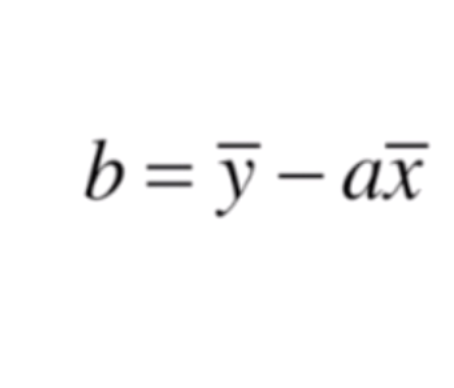 b = y̅ − ax̅